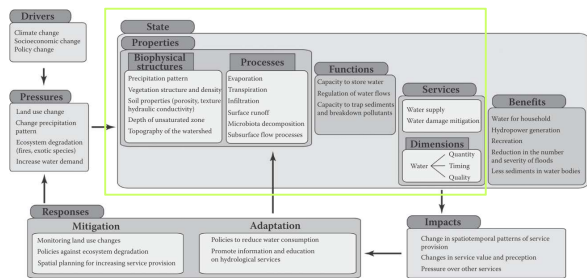 Drivers
Climate change
Socioeconomic change
Policy change
Pressures
Land use change
Change precipitation
pattern
Ecosystem degradation
(fires, exotic species)
Increase water demand
State
Properties
Biophysical
structures
Precipitation pattern
Vegetation structure and density
Soil properties (porosity, texture
hydraulic conductivity)
Depth of unsaturated zone
Topography of the watershed
Processes
Evaporation
Transpiration
Infiltration
Surface runoff
Microbiota decomposition
Subsurface flow processes
Functions
Capacity to store water
Regulation of water flows
Capacity to trap sediments
and breakdown pollutants
Services
Water supply
Water damage mitigation
Dimensions
Water
Quantity
Timing
Quality
Benefits
Water for household
Hydropower generation
Recreation
Reduction in the number
and severity of floods
Less sediments in water bodies
Responses
Mitigation
Monitoring land use changes
Policies against ecosystem degradation
Spatial planning for increasing service provision
Adaptation
Policies to reduce water consumption
Promote information and education
on hydrological services
Impacts
Change in spatiotemporal patterns of service
provision
Changes in service value and preception
Pressure over other services